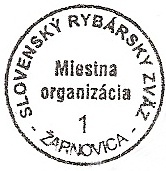 - SLOVENSKÝ RYBÁRSKY ZVÄZ -
Miestna
organizácia
1
ŽARNOVICA